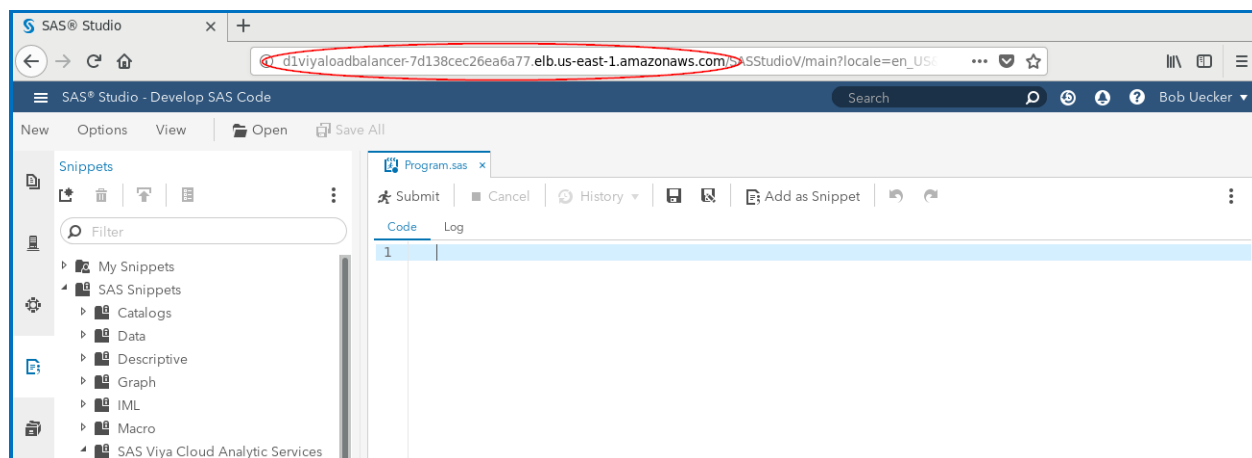 SAS® Studio
d1viyaloadbalancer-7d138cec26ea6a77.elb.us-east-1.amazonaws.com/SASStudioV/main?locale=en_US
SAS® Studio - Develop SAS Code Search Bob Uecker
New Options View Open Save All
Snippets Program.sas
Submit Cancel History Add as Snippet
Filter Code Log
1
My Snippets
SAS Snippets
Catalogs
Data
Descriptive
Graph
IML
Macro
SAS Viya Cloud Analytic Services